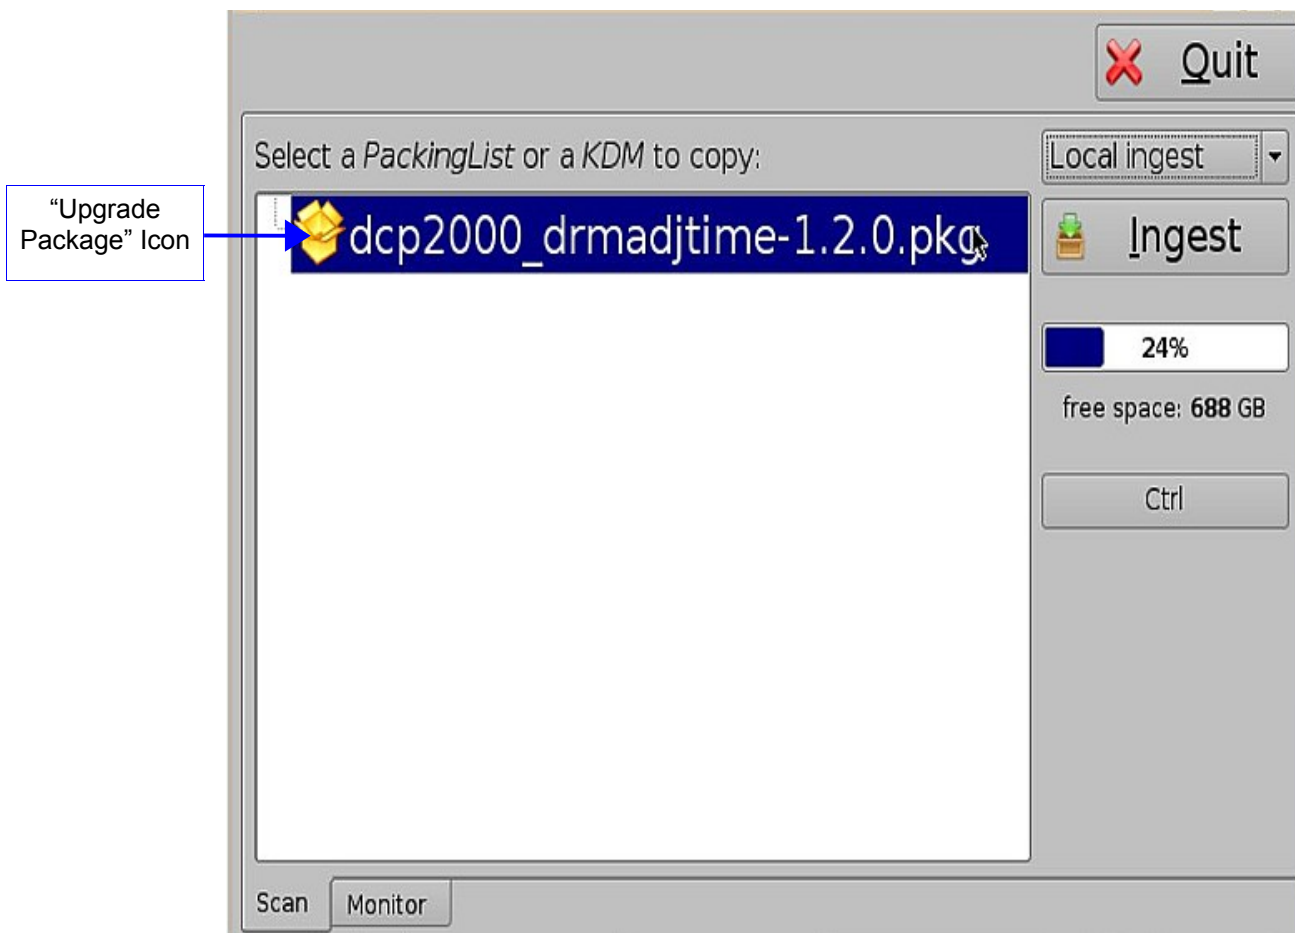 Quit
Select a PackingList or a KDM to copy:
Local ingest
“Upgrade
Package” Icon
dcp2000_drmadjtime-1.2.0.pkg
Ingest
24%
free space: 688 GB
Ctrl
Scan
Monitor